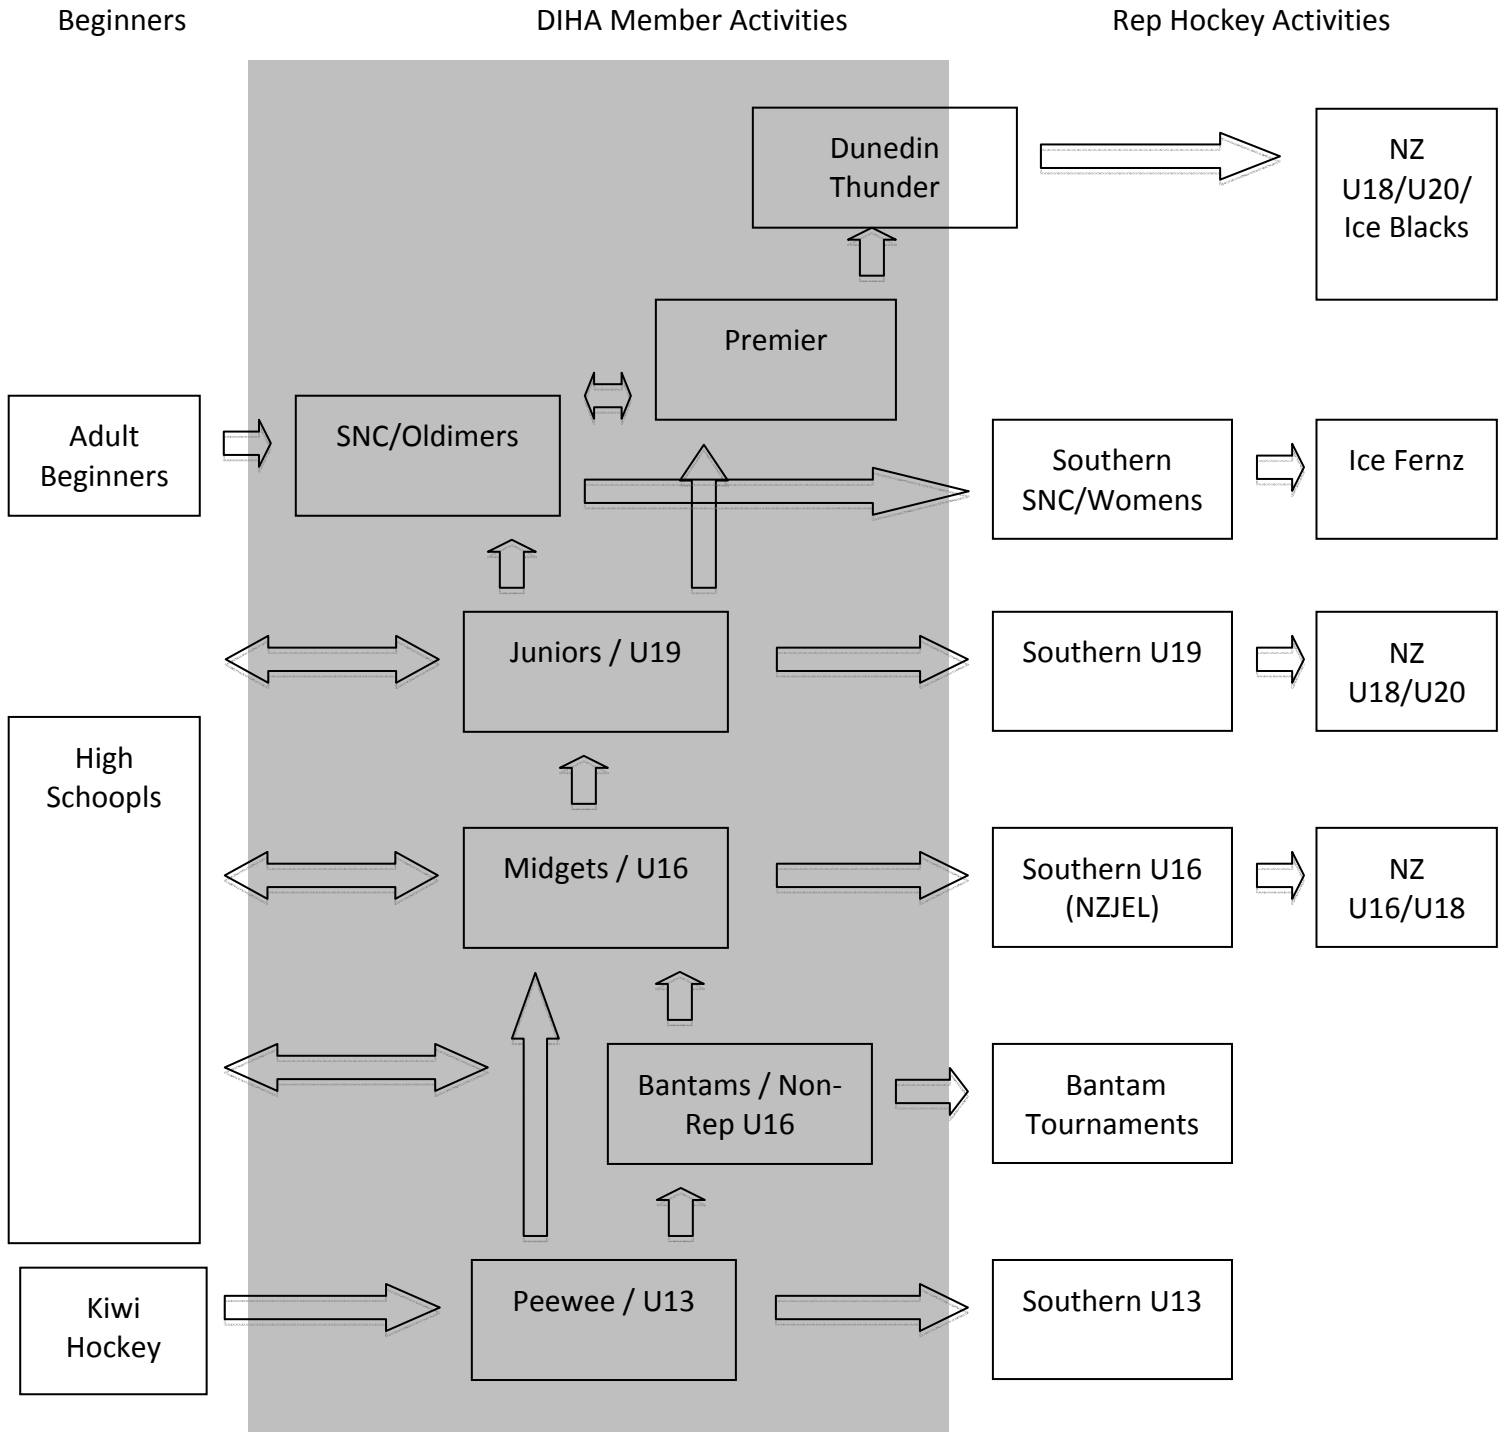 Beginners
DIHA Member Activities
Rep Hockey Activities
Dunedin
Thunder
NZ
U18/U20/
Ice Blacks
Premier
Adult
Beginners
SNC/Oldimers
Southern
SNC/Womens
Ice Fernz
Juniors / U19
Southern U19
NZ
U18/U20
High
Schoopls
Midgets / U16
Southern U16
(NZJEL)
NZ
U16/U18
Bantams / Non-
Rep U16
Bantam
Tournaments
Kiwi
Hockey
Peewee / U13
Southern U13